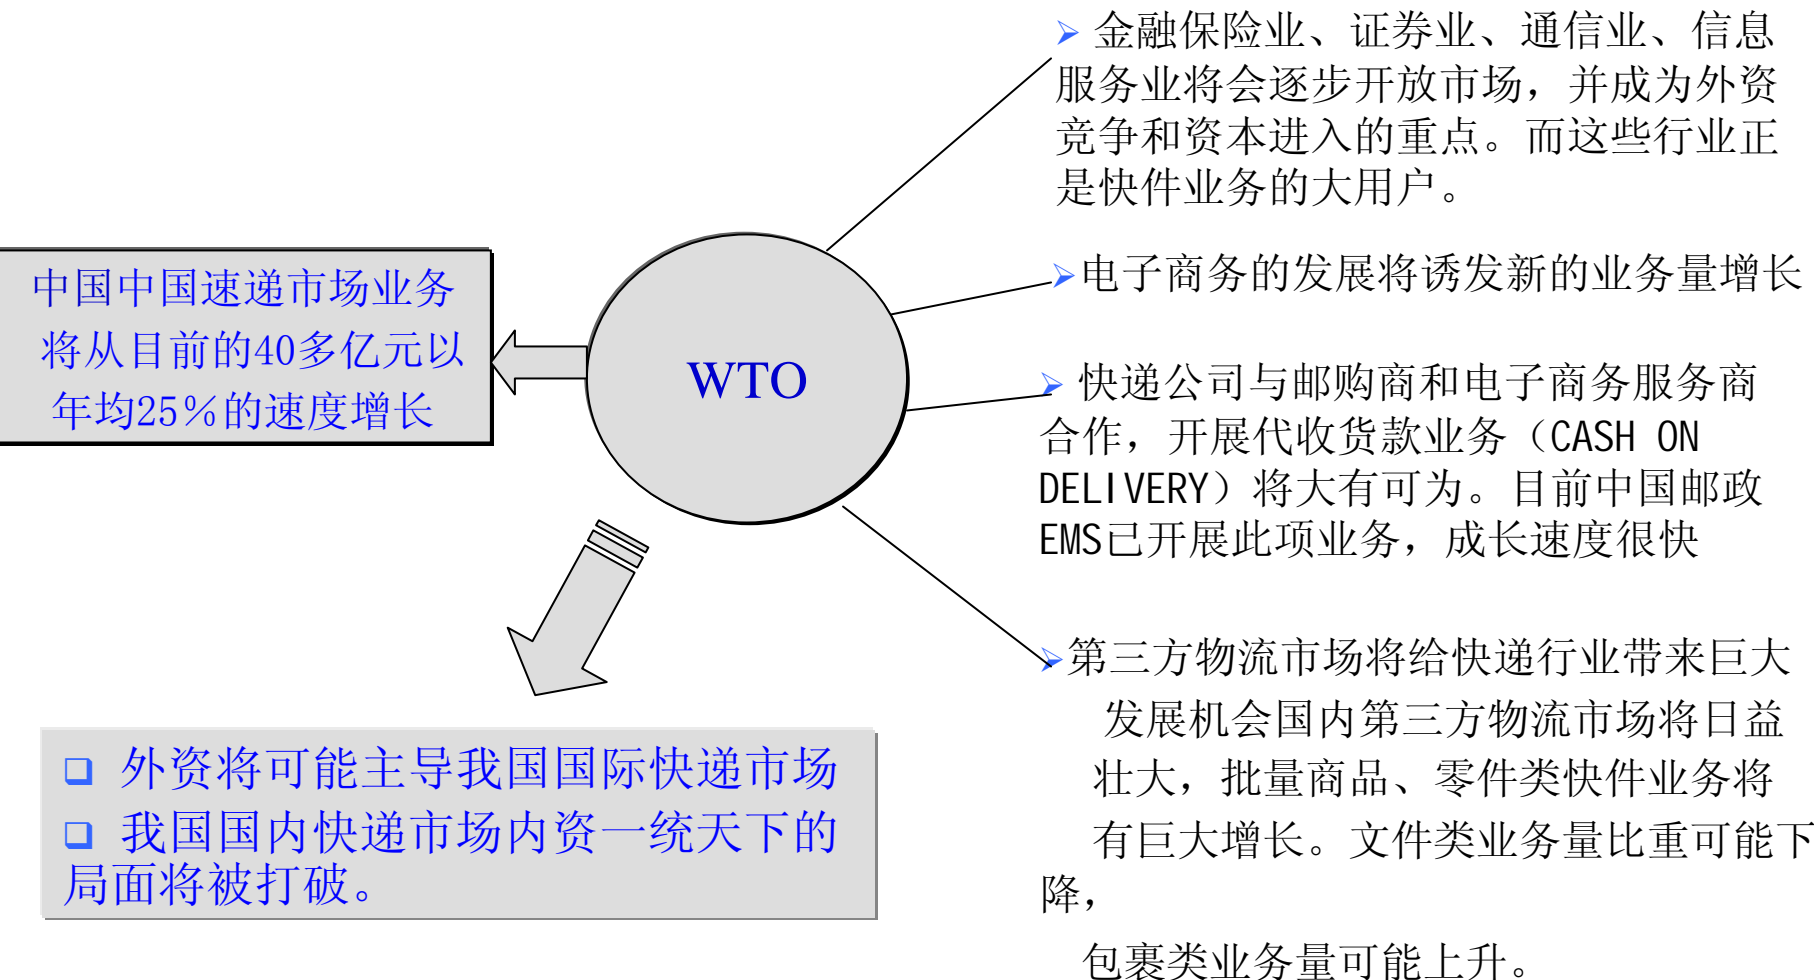 金融保险业、证券业、通信业、信息
服务业将会逐步开放市场，并成为外资
竞争和资本进入的重点。而这些行业正
是快件业务的大用户。
电子商务的发展将诱发新的业务量增长
中国中国速递市场业务
将从目前的40多亿元以
年均25％的速度增长
WTO
快递公司与邮购商和电子商务服务商
合作，开展代收货款业务（CASH ON
DELIVERY）将大有可为。目前中国邮政
EMS已开展此项业务，成长速度很快
第三方物流市场将给快递行业带来巨大
发展机会国内第三方物流市场将日益
壮大，批量商品、零件类快件业务将
有巨大增长。文件类业务量比重可能下
降，
包裹类业务量可能上升。
外资将可能主导我国国际快递市场
我国国内快递市场内资一统天下的
局面将被打破。